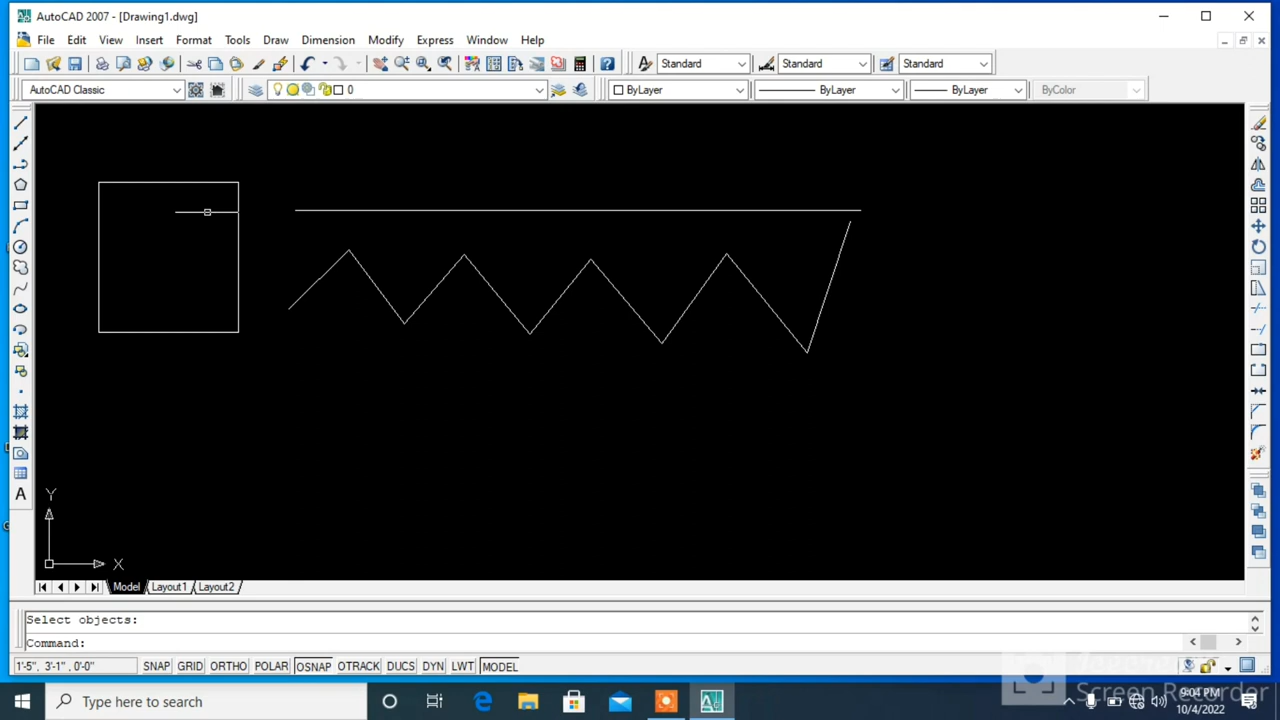 AutoCAD 2007 - [Drawing1.dwg]
File Edit View Insert Format Tools Draw Dimension Modify Express Window Help
Standard Standard Standard
AutoCAD Classic 0 ByLayer ByLayer ByLayer ByColor
Y
X
Model Layout1 Layout2
Select objects:
Command:
1'-5", 3'-1" , 0'-0" SNAP GRID ORTHO POLAR OSNAP OTRACK DUCS DYN LWT MODEL
Screen Recorder
Type here to search
9:04 PM
10/4/2022